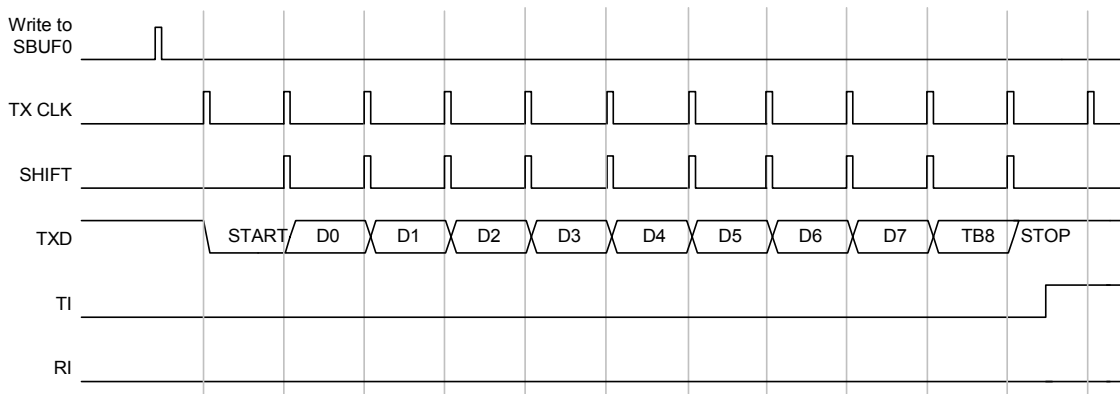 Write to
SBUF0
TX CLK
SHIFT
TXD START D0 D1 D2 D3 D4 D5 D6 D7 TB8 STOP
TI
RI